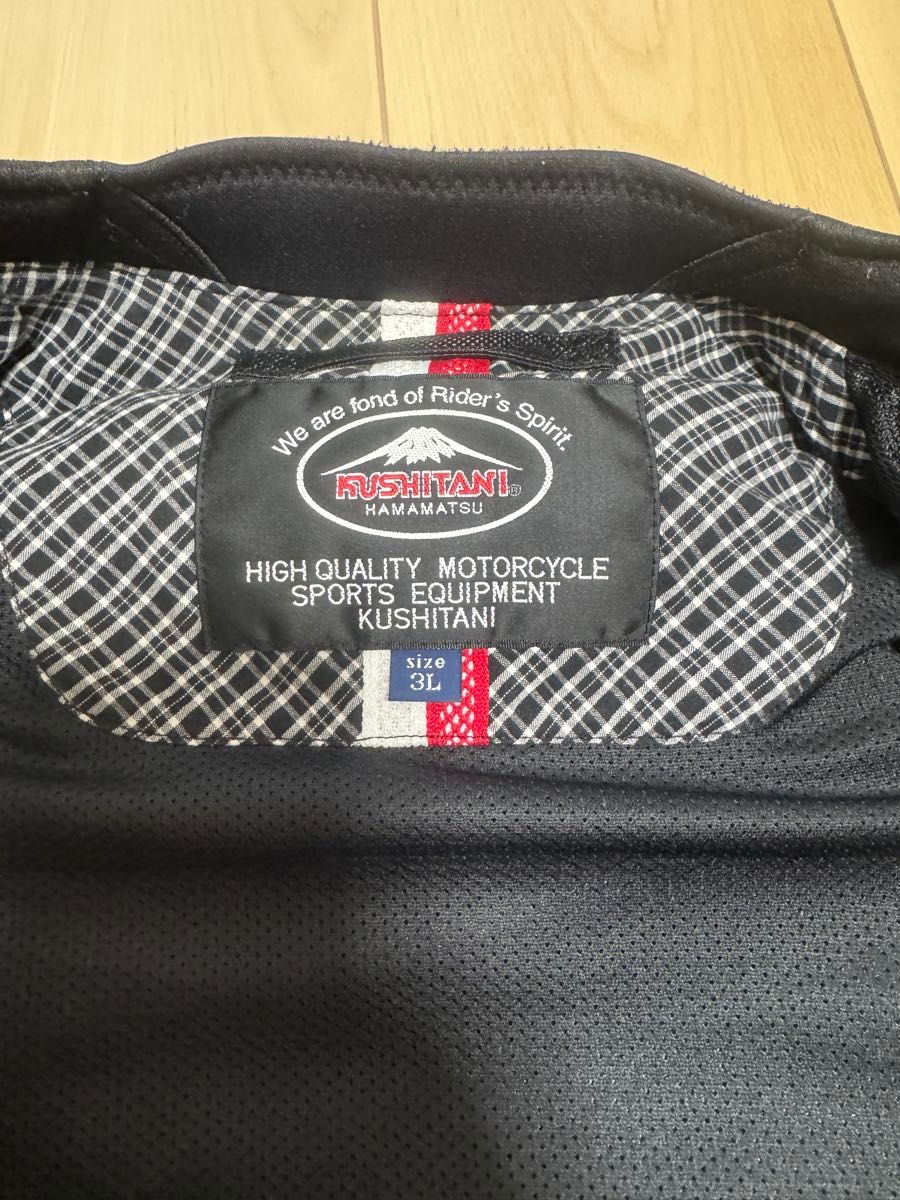 We are fond of Rider's Spirit.
KUSHITANI®
HAMAMATSU
HIGH QUALITY MOTORCYCLE
SPORTS EQUIPMENT
KUSHITANI
size
3L